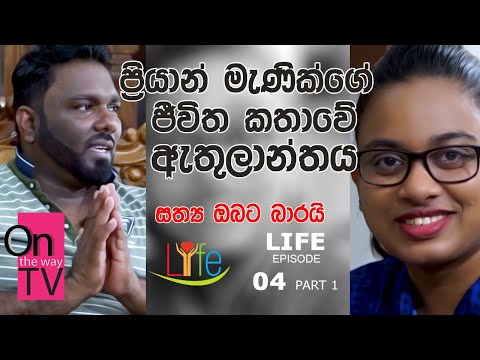 ප්‍රියාන් මැණික්ගේ
ජීවිත කතාවේ
ඇතුලාන්තය
සත්‍ය ඔබට බාරයි
LIFE
EPISODE
04 PART 1
Life
On
the way
TV